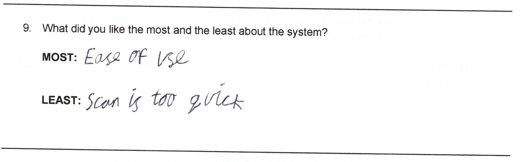 9. What did you like the most and the least about the system?
MOST: Ease of use
LEAST: Scan is too quick